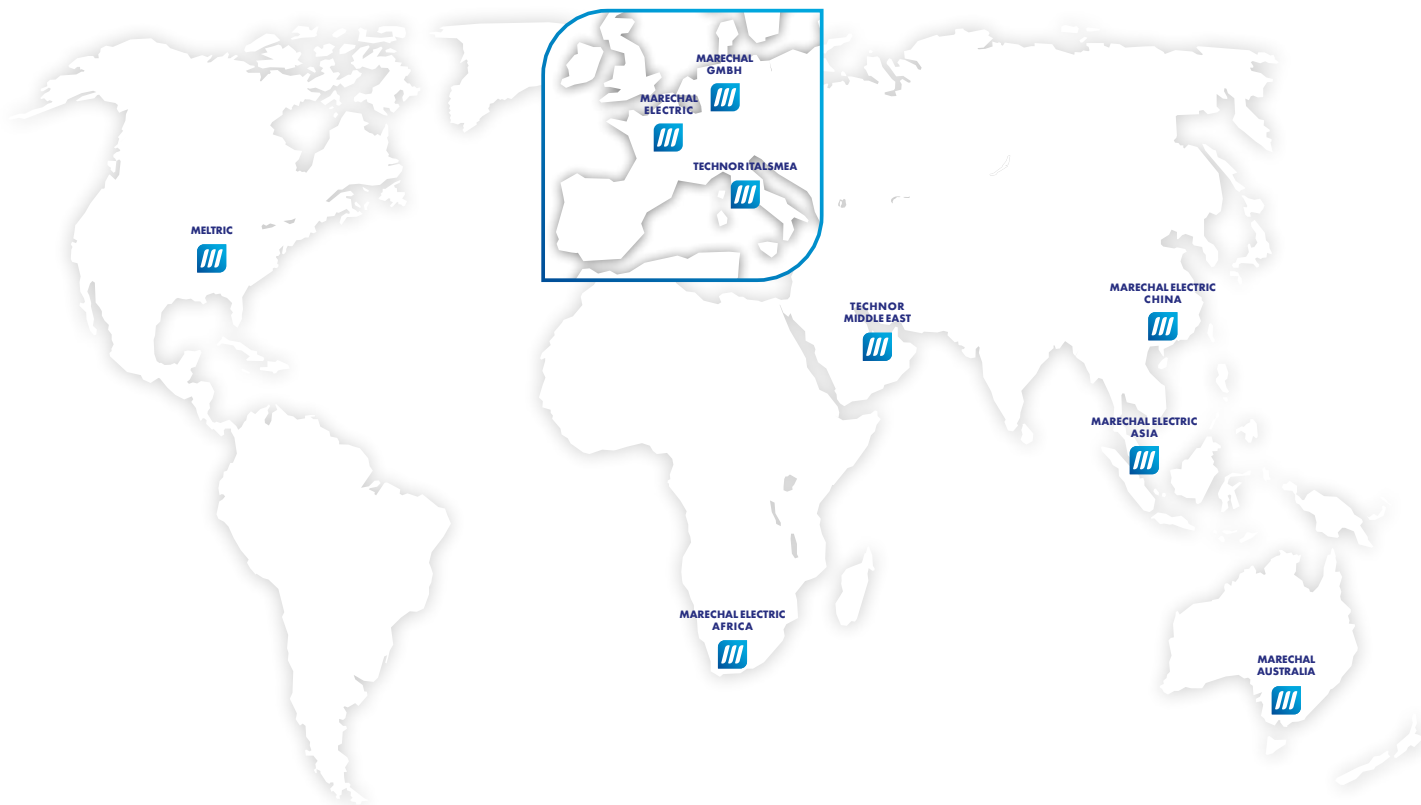 MARECHAL
GMBH
MARECHAL
ELECTRIC
TECHNOR ITALSMEA
MELTRIC
MARECHAL ELECTRIC
CHINA
TECHNOR
MIDDLE EAST
MARECHAL ELECTRIC
ASIA
MARECHAL ELECTRIC
AFRICA
MARECHAL
AUSTRALIA